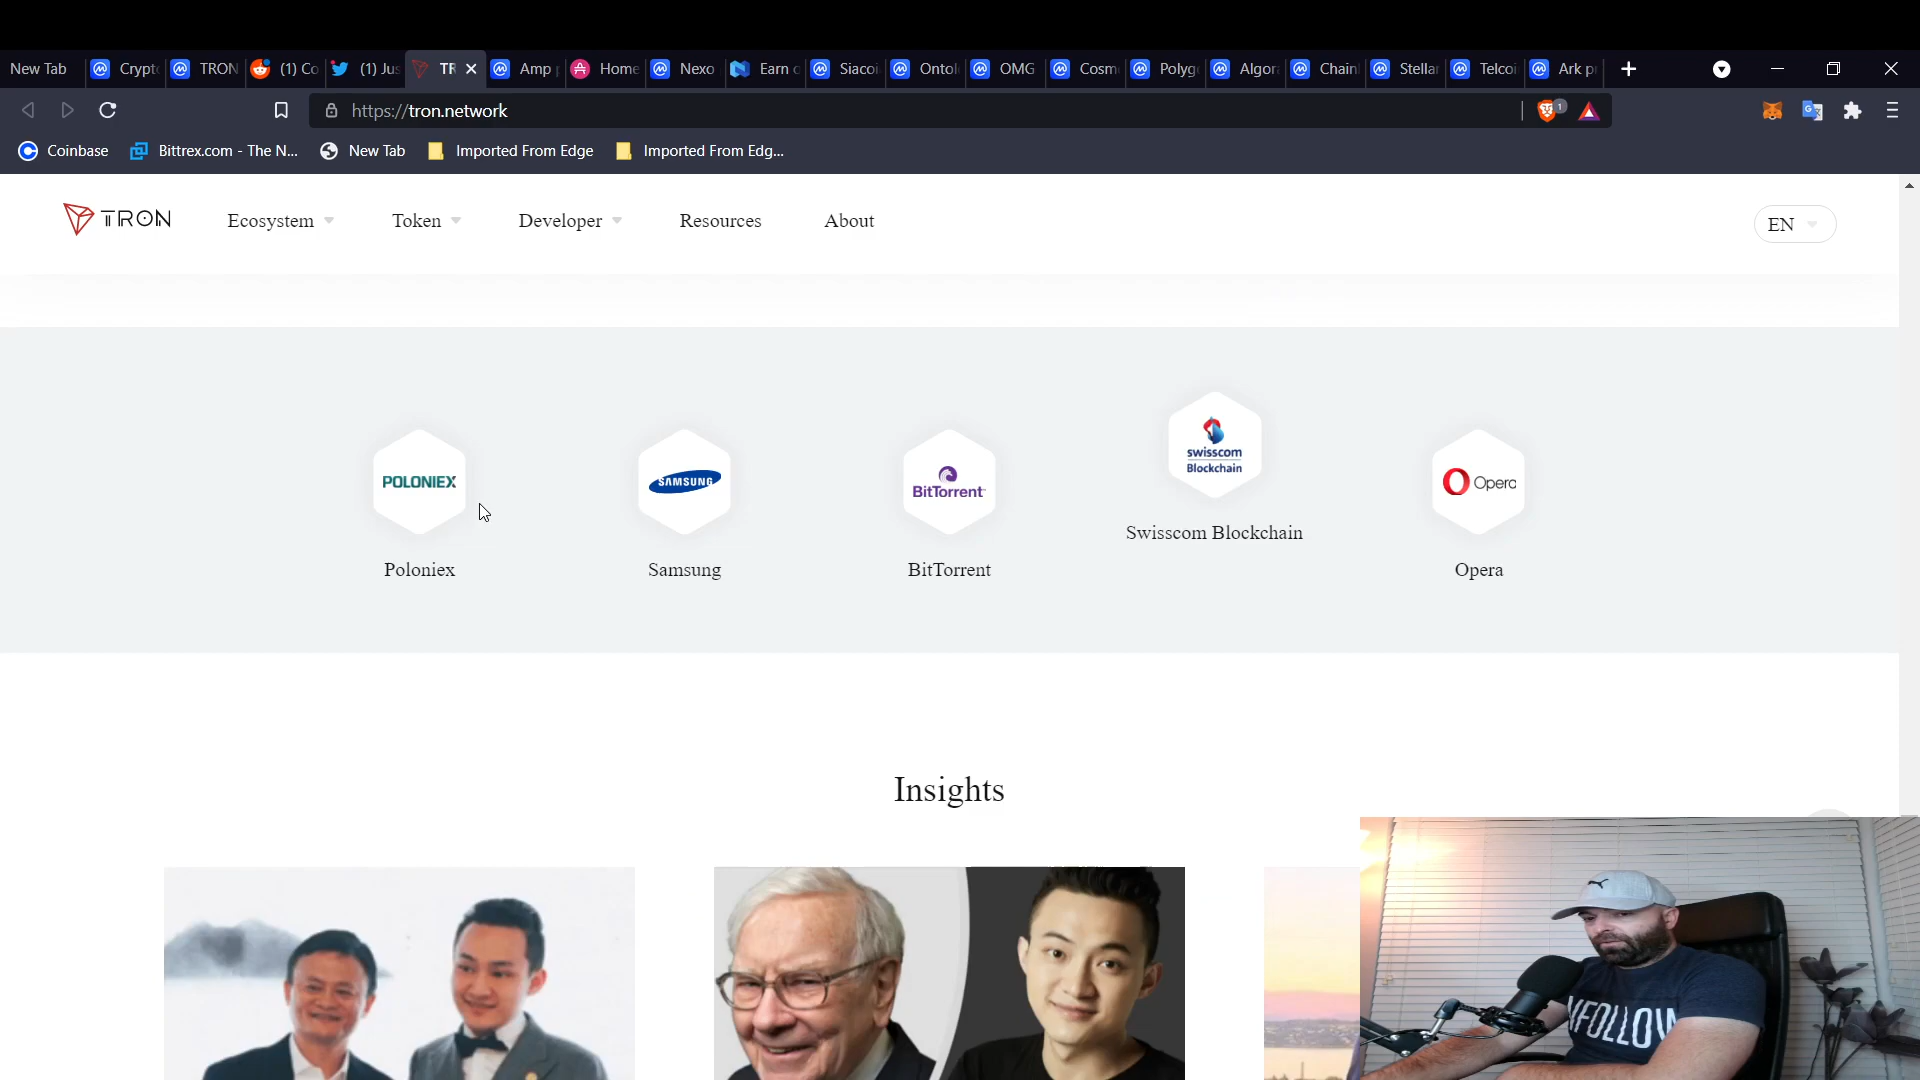 New Tab
Crypt
TRON
(1) Co
(1) Jus
TR
Amp
Home
Nexo
Earn
Siacoi
Ontol
OMG
Cosm
Polyg
Algor
Chain
Stellar
Telcoi
Ark p
https://tron.network
1
Coinbase
Bittrex.com - The N...
New Tab
Imported From Edge
Imported From Edg...
TRON
Ecosystem
Token
Developer
Resources
About
EN
POLONIEX
SAMSUNG
BitTorrent
swisscom
Blockchain
Opera
Poloniex
Samsung
BitTorrent
Swisscom Blockchain
Opera
Insights
NFOLLOW